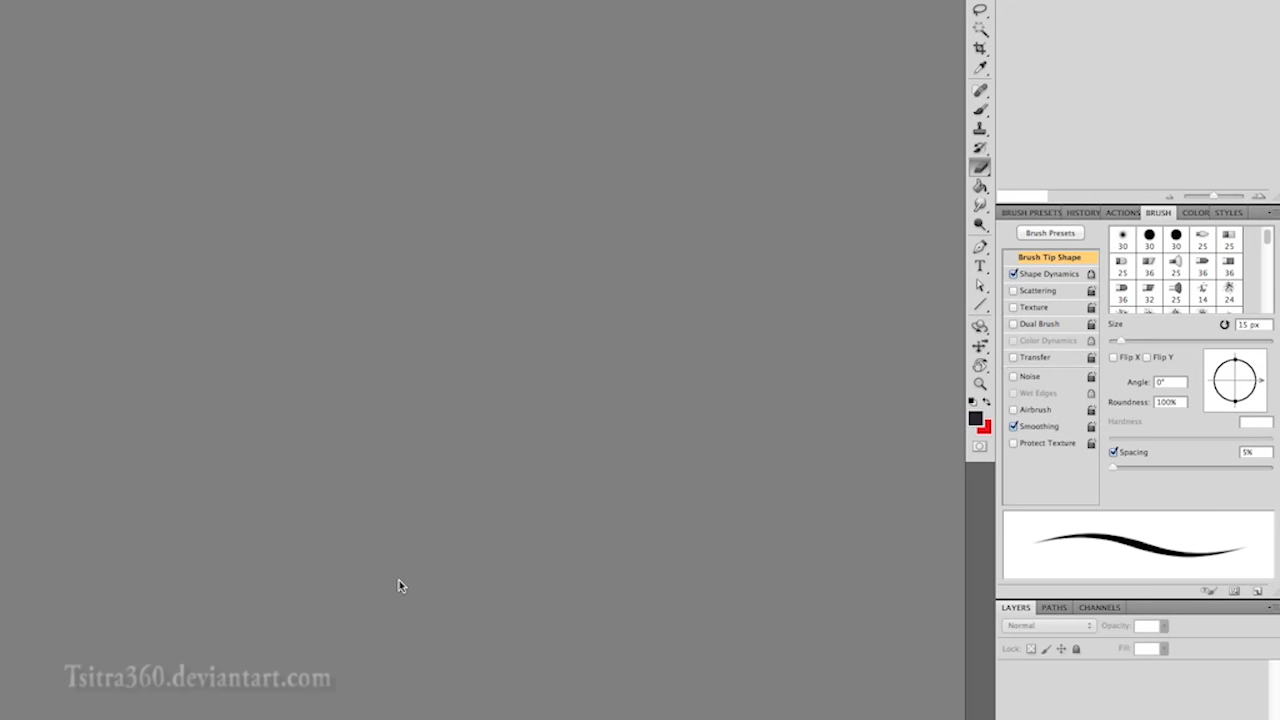 BRUSH PRESETS HISTORY ACTIONS BRUSH COLOR STYLES
Brush Presets
30 30 30 25 25
Brush Tip Shape
25 36 25 36 36
Shape Dynamics
Scattering
36 32 25 14 24
Texture
Dual Brush
Size 15 px
Color Dynamics
Transfer
Flip X Flip Y
Noise
Angle: 0°
Wet Edges
Roundness: 100%
Airbrush
Hardness
Smoothing
Protect Texture
Spacing 5%
LAYERS PATHS CHANNELS
Normal Opacity:
Lock: Fill:
Tsitra360.deviantart.com